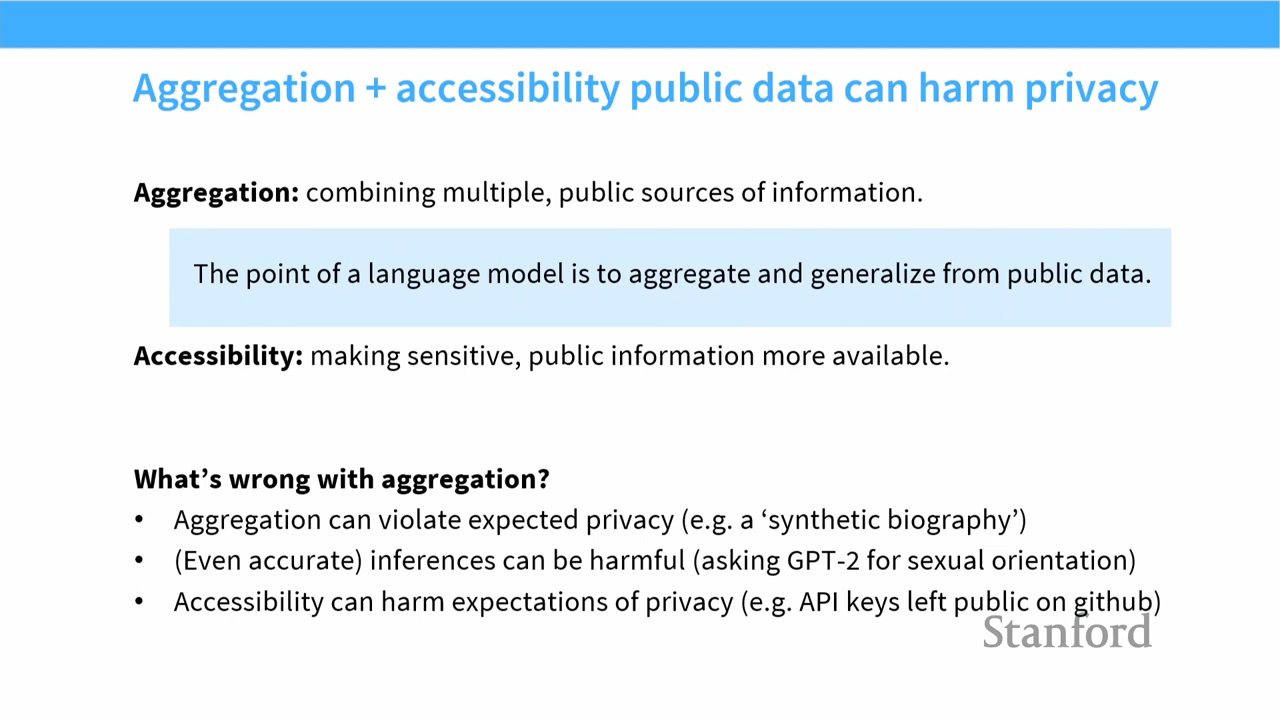 Aggregation + accessibility public data can harm privacy
Aggregation: combining multiple, public sources of information.
The point of a language model is to aggregate and generalize from public data.
Accessibility: making sensitive, public information more available.
What’s wrong with aggregation?
• Aggregation can violate expected privacy (e.g. a ‘synthetic biography’)
• (Even accurate) inferences can be harmful (asking GPT-2 for sexual orientation)
• Accessibility can harm expectations of privacy (e.g. API keys left public on github)
Stanford